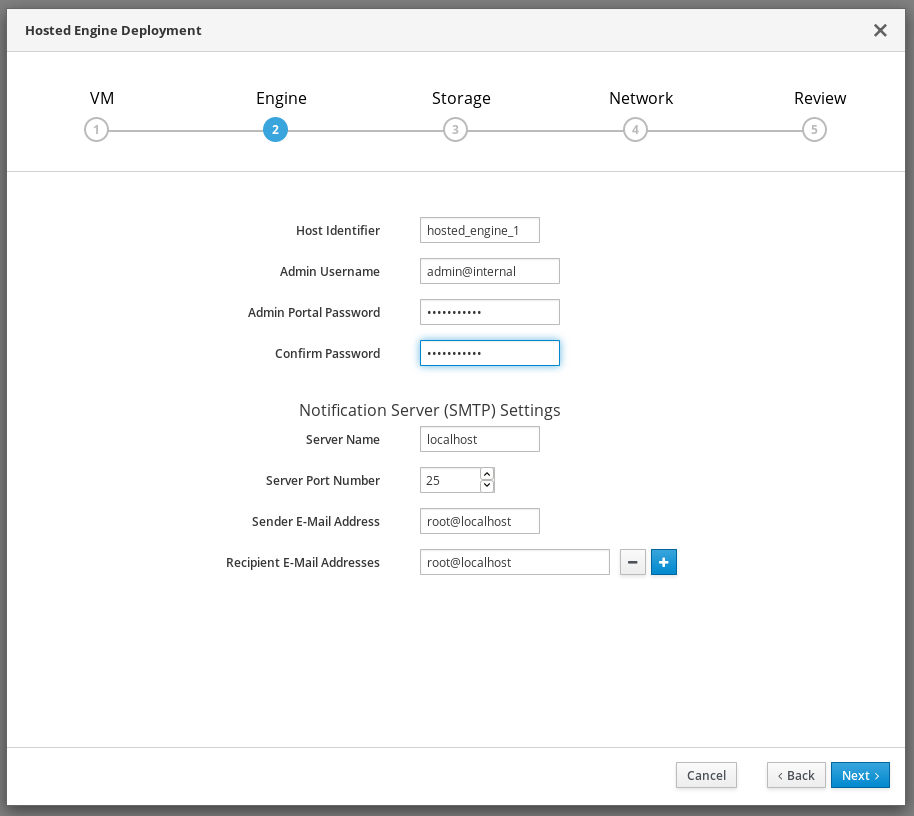 Hosted Engine Deployment
VM Engine Storage Network Review
1 2 3 4 5
Host Identifier hosted_engine_1
Admin Username admin@internal
Admin Portal Password •••••••••••
Confirm Password •••••••••••
Notification Server (SMTP) Settings
Server Name localhost
Server Port Number 25
Sender E-Mail Address root@localhost
Recipient E-Mail Addresses root@localhost
Cancel ‹ Back Next ›